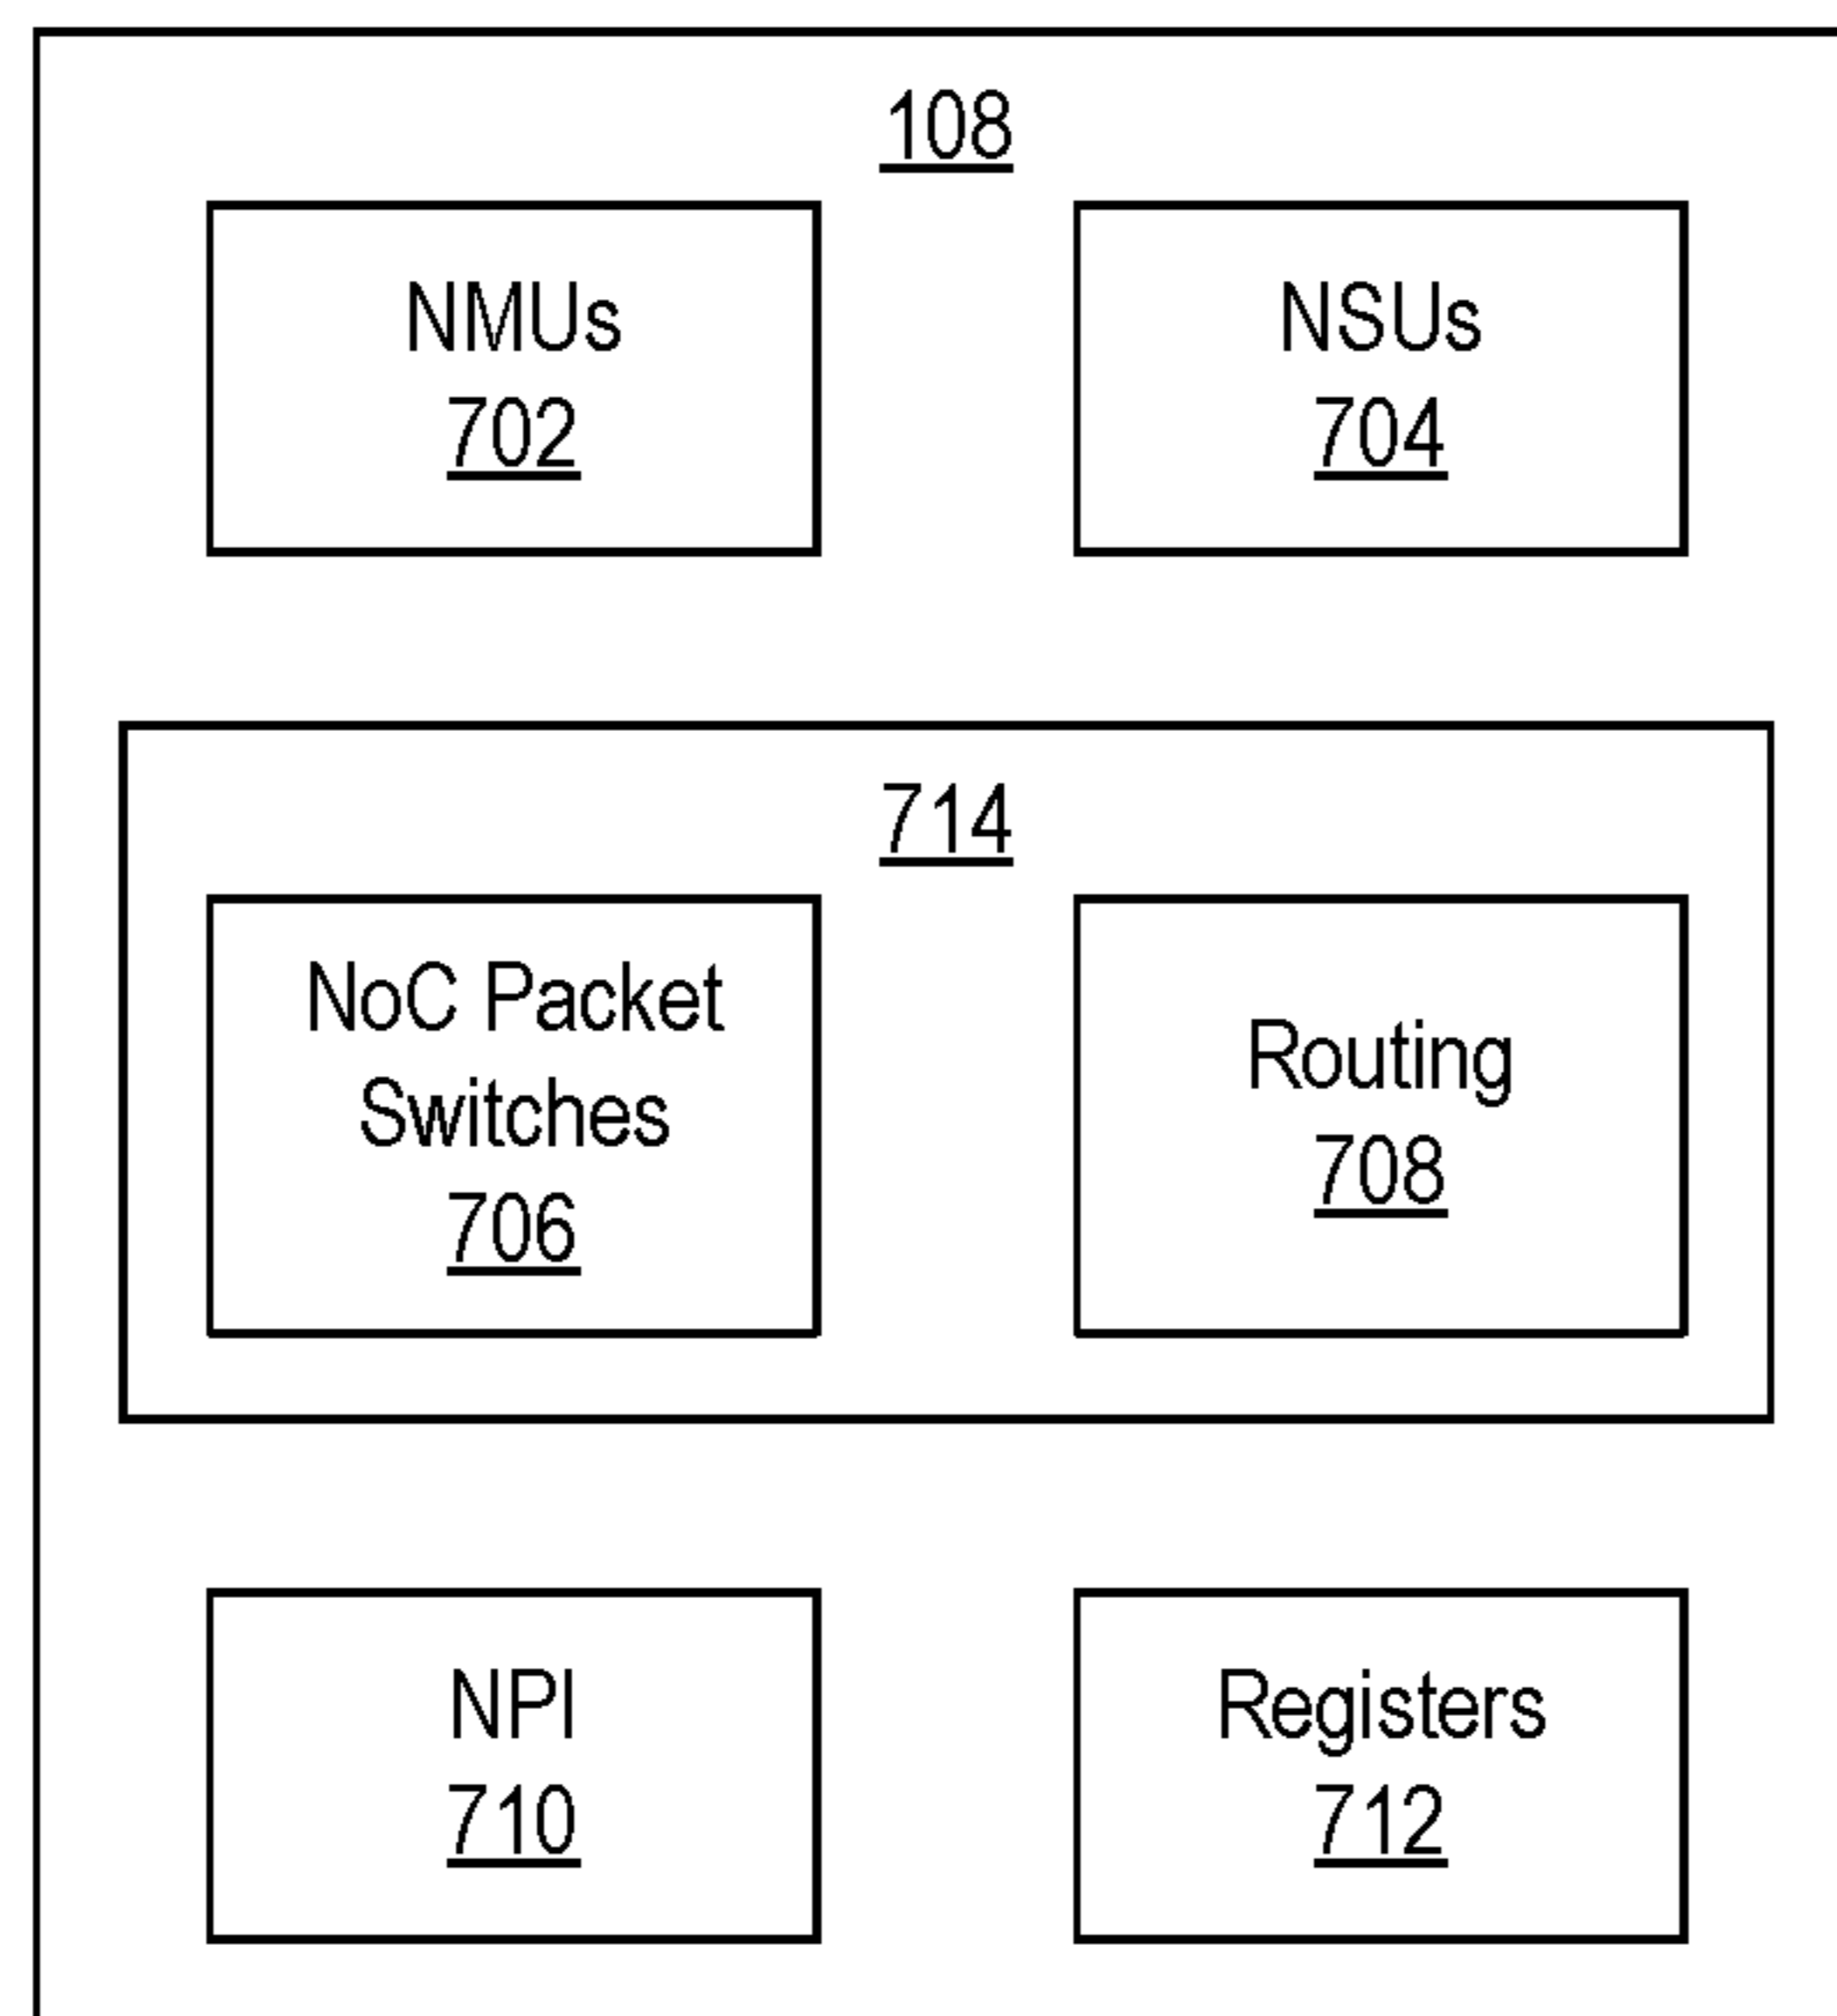 108
NMUs
702
NSUs
704
714
NoC Packet
Switches
706
Routing
708
NPI
710
Registers
712